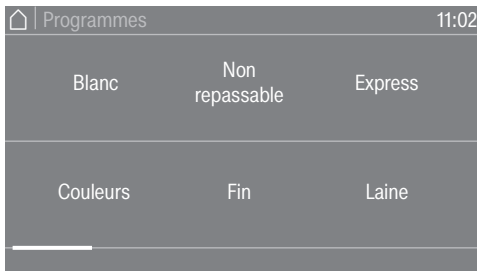 Programmes 11:02
Blanc Non repassable Express
Couleurs Fin Laine